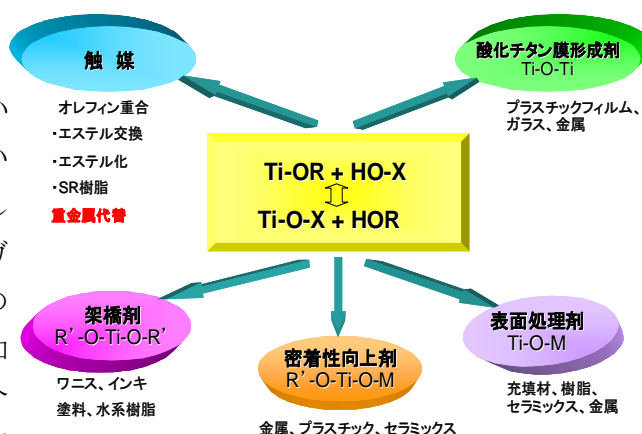 触 媒
オレフィン重合
・エステル交換
・エステル化
・SR樹脂
重金属代替
酸化チタン膜形成剤
Ti-O-Ti
プラスチックフィルム、
ガラス、金属
Ti-OR + HO-X
Ti-O-X + HOR
架橋剤
R’-O-Ti-O-R’
ワニス、インキ
塗料、水系樹脂
密着性向上剤
R’-O-Ti-O-M
金属、プラスチック、セラミックス
表面処理剤
Ti-O-M
充填材、樹脂、
セラミックス、金属